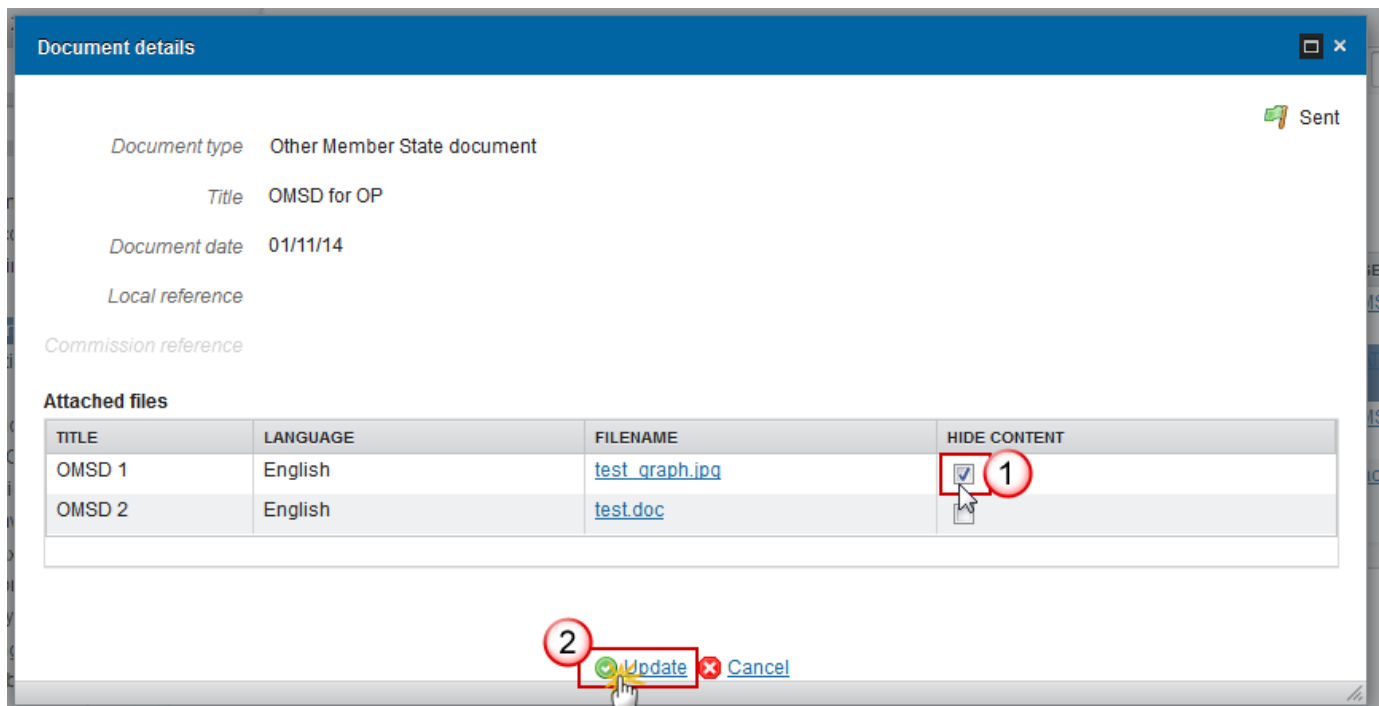 Document details
Sent
Document type Other Member State document
Title OMSD for OP
Document date 01/11/14
Local reference
Commission reference
Attached files
TITLE LANGUAGE FILENAME HIDE CONTENT
OMSD 1 English test_graph.jpg 1
OMSD 2 English test.doc
2
Update Cancel